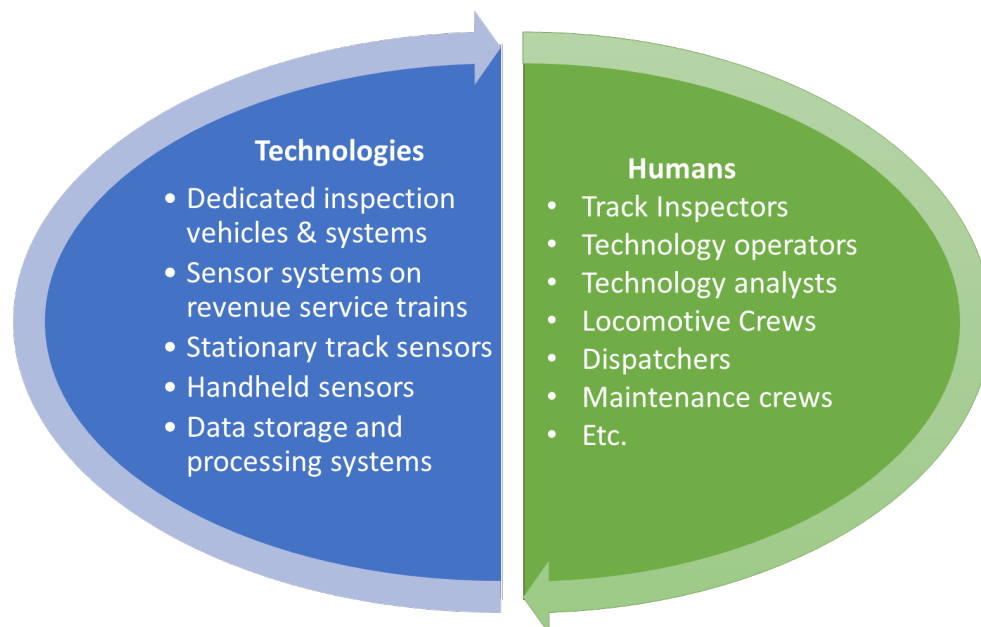 Technologies
• Dedicated inspection
vehicles & systems
• Sensor systems on
revenue service trains
• Stationary track sensors
• Handheld sensors
• Data storage and
processing systems
Humans
• Track Inspectors
• Technology operators
• Technology analysts
• Locomotive Crews
• Dispatchers
• Maintenance crews
• Etc.